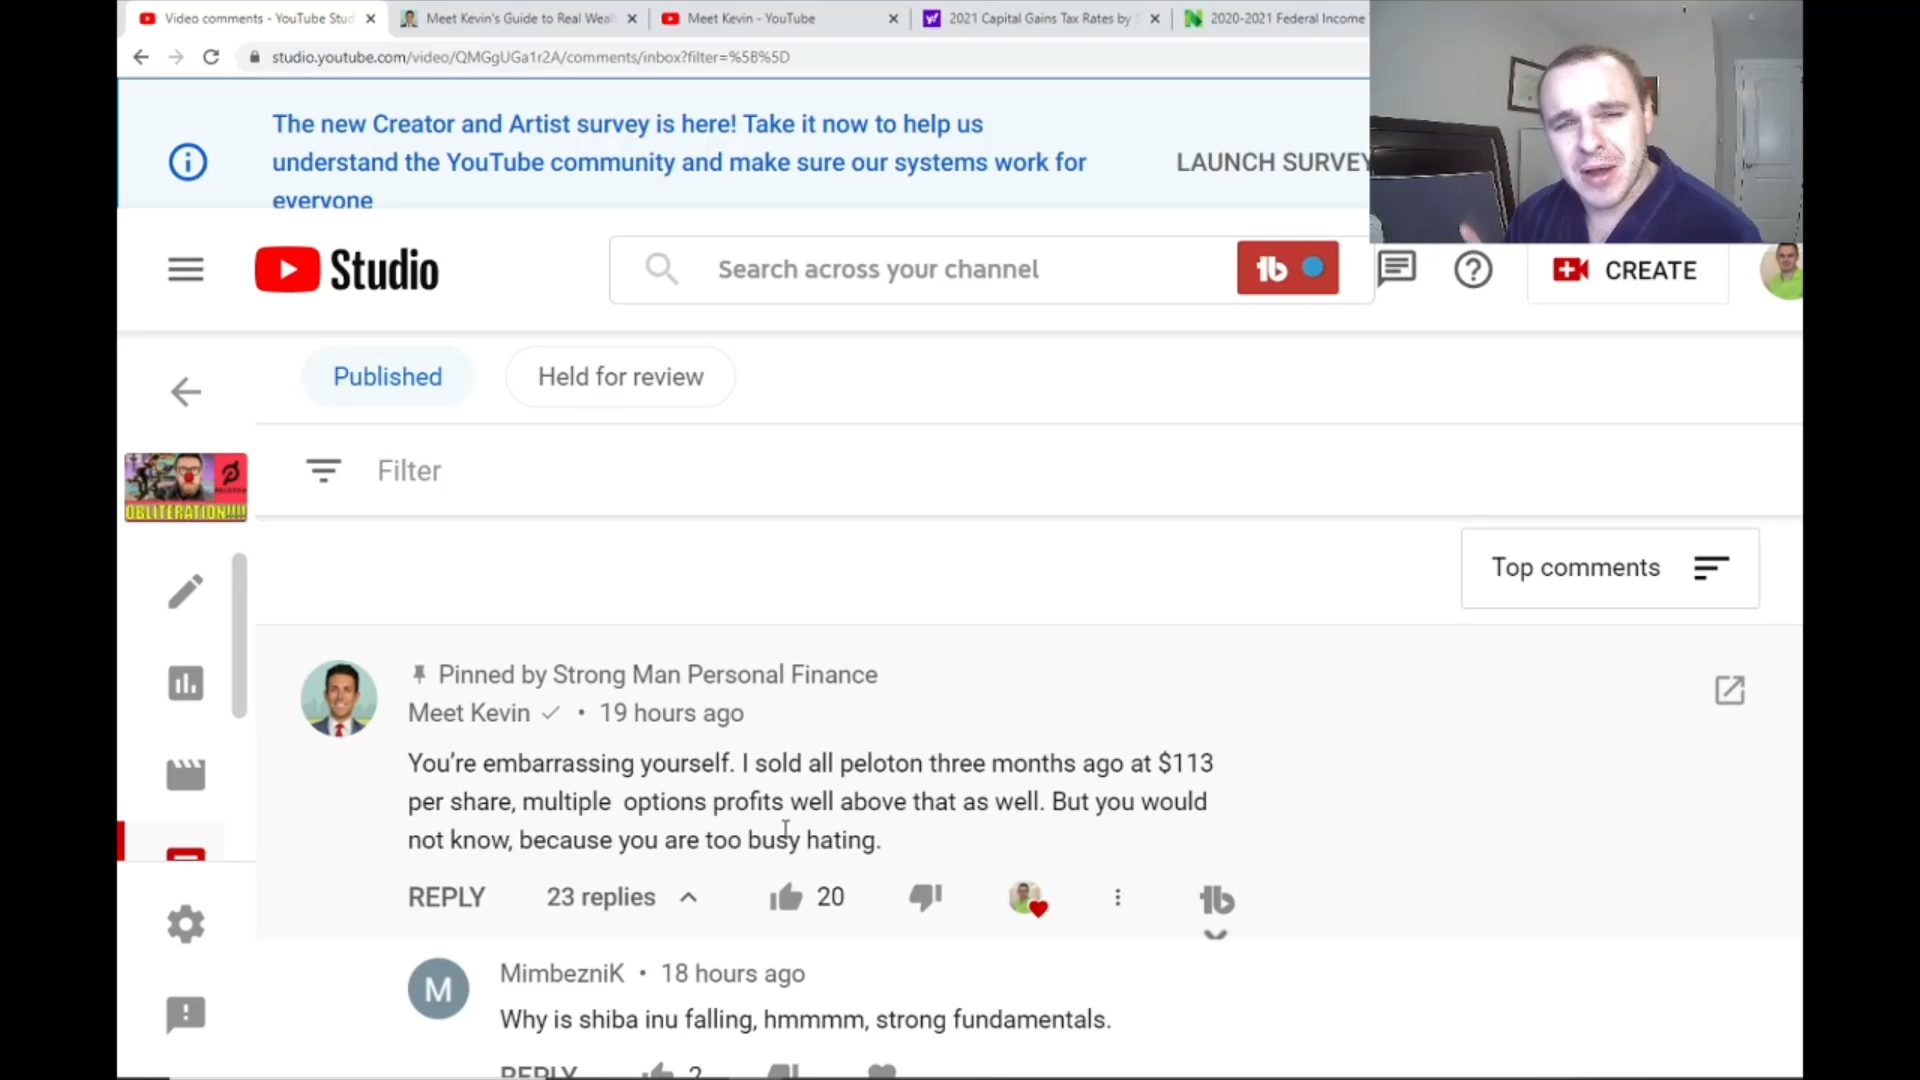 Video comments - YouTube Stud
Meet Kevin's Guide to Real Weal
Meet Kevin - YouTube
2021 Capital Gains Tax Rates by
2020-2021 Federal Income
studio.youtube.com/video/QMGgUGa1r2A/comments/inbox?filter=%5B%5D
The new Creator and Artist survey is here! Take it now to help us
understand the YouTube community and make sure our systems work for
everyone
LAUNCH SURVEY
Studio
Search across your channel
tb
CREATE
Published
Held for review
OBLITERATION!!!!
Filter
Top comments
Pinned by Strong Man Personal Finance
Meet Kevin • 19 hours ago
You’re embarrassing yourself. I sold all peloton three months ago at $113
per share, multiple options profits well above that as well. But you would
not know, because you are too busy hating.
REPLY 23 replies 20
tb
M
MimbezniK • 18 hours ago
Why is shiba inu falling, hmmmm, strong fundamentals.
REPLY 2